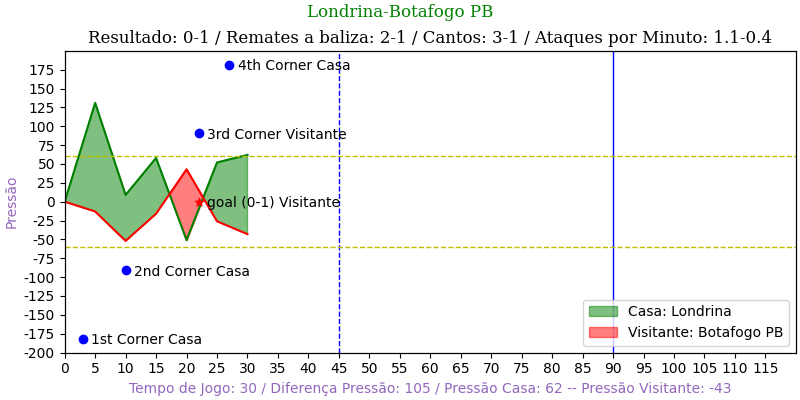 Londrina-Botafogo PB
Resultado: 0-1 / Remates a baliza: 2-1 / Cantos: 3-1 / Ataques por Minuto: 1.1-0.4
Pressão
175
150
125
100
75
50
25
0
-25
-50
-75
-100
-125
-150
-175
-200
4th Corner Casa
3rd Corner Visitante
goal (0-1) Visitante
2nd Corner Casa
1st Corner Casa
Casa: Londrina
Visitante: Botafogo PB
0 5 10 15 20 25 30 35 40 45 50 55 60 65 70 75 80 85 90 95 100 105 110 115
Tempo de Jogo: 30 / Diferença Pressão: 105 / Pressão Casa: 62 -- Pressão Visitante: -43